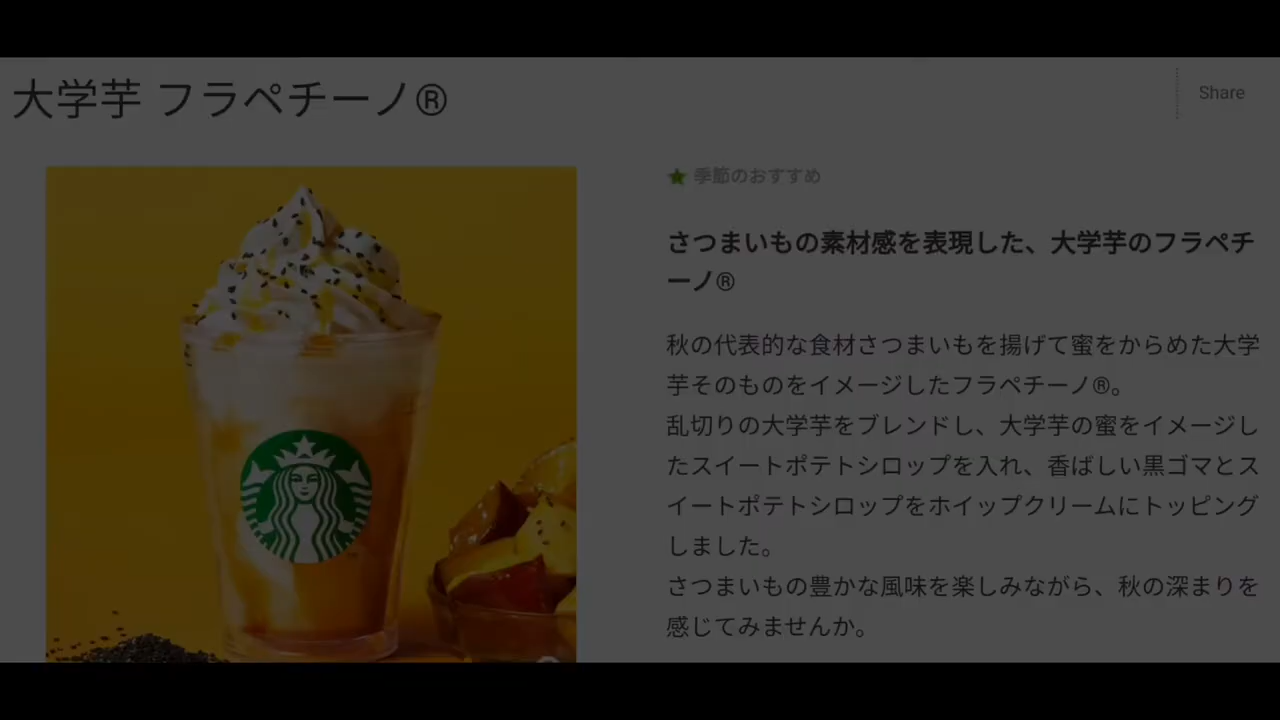 大学芋 フラペチーノ®
Share
季節のおすすめ
さつまいもの素材感を表現した、大学芋のフラペチ
ーノ®
秋の代表的な食材さつまいもを揚げて蜜をからめた大学
芋そのものをイメージしたフラペチーノ®。
乱切りの大学芋をブレンドし、大学芋の蜜をイメージし
たスイートポテトシロップを入れ、香ばしい黒ゴマとス
イートポテトシロップをホイップクリームにトッピング
しました。
さつまいもの豊かな風味を楽しみながら、秋の深まりを
感じてみませんか。